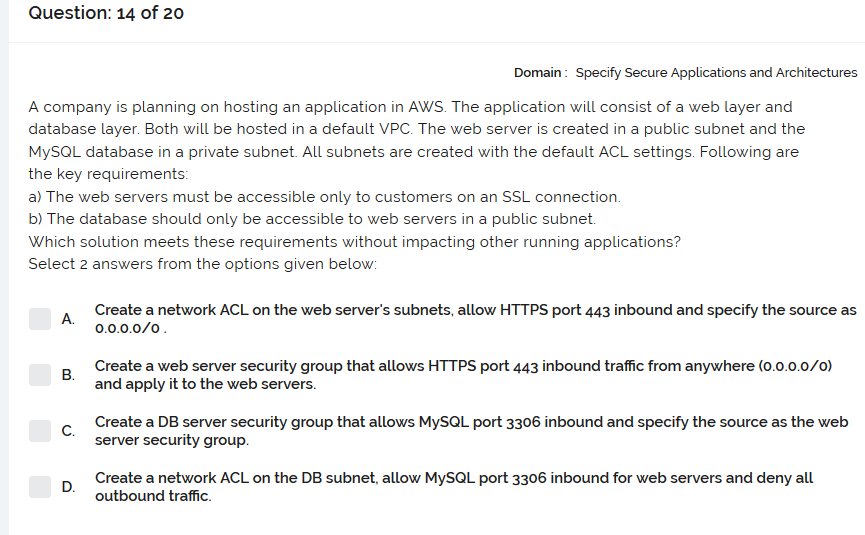 Question: 14 of 20
Domain : Specify Secure Applications and Architectures
A company is planning on hosting an application in AWS. The application will consist of a web layer and
database layer. Both will be hosted in a default VPC. The web server is created in a public subnet and the
MySQL database in a private subnet. All subnets are created with the default ACL settings. Following are
the key requirements:
a) The web servers must be accessible only to customers on an SSL connection.
b) The database should only be accessible to web servers in a public subnet.
Which solution meets these requirements without impacting other running applications?
Select 2 answers from the options given below:
A. Create a network ACL on the web server's subnets, allow HTTPS port 443 inbound and specify the source as
0.0.0.0/0 .
B. Create a web server security group that allows HTTPS port 443 inbound traffic from anywhere (0.0.0.0/0)
and apply it to the web servers.
C. Create a DB server security group that allows MySQL port 3306 inbound and specify the source as the web
server security group.
D. Create a network ACL on the DB subnet, allow MySQL port 3306 inbound for web servers and deny all
outbound traffic.